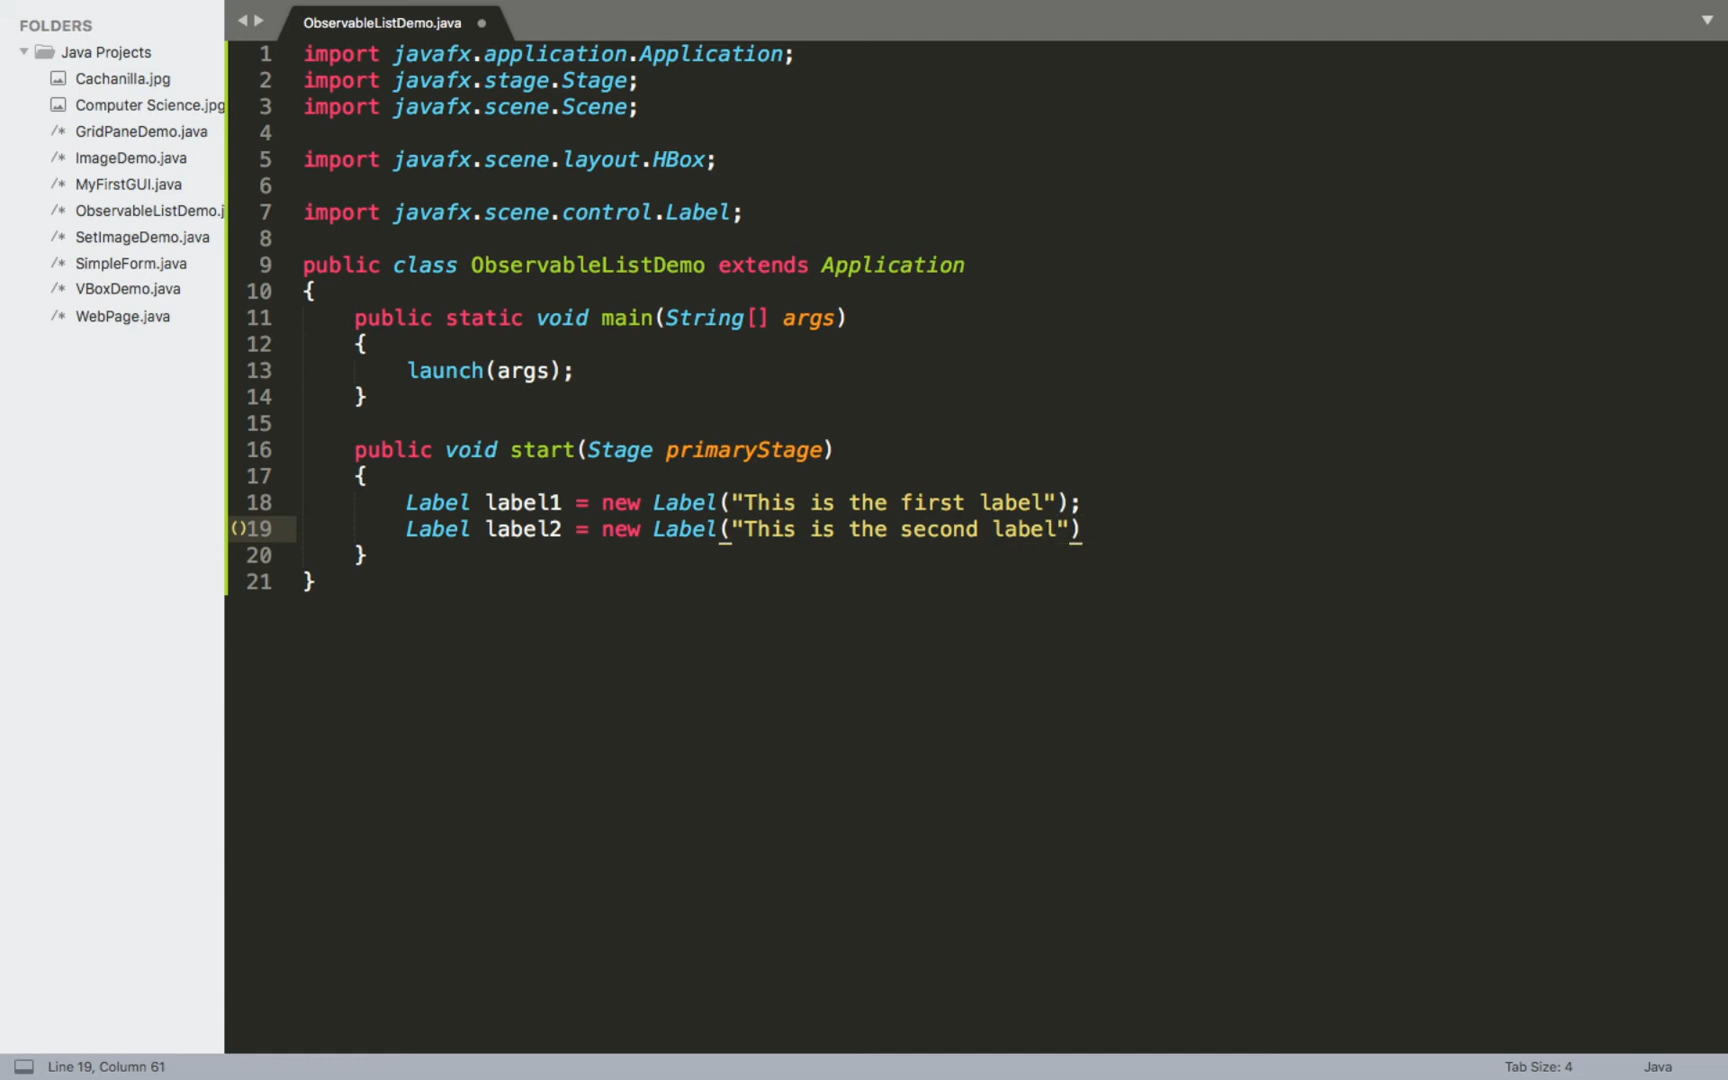 FOLDERS
Java Projects
Cachanilla.jpg
Computer Science.jpg
/* GridPaneDemo.java
/* ImageDemo.java
/* MyFirstGUI.java
/* ObservableListDemo.j
/* SetImageDemo.java
/* SimpleForm.java
/* VBoxDemo.java
/* WebPage.java
ObservableListDemo.java
1 import javafx.application.Application;
2 import javafx.stage.Stage;
3 import javafx.scene.Scene;
4
5 import javafx.scene.layout.HBox;
6
7 import javafx.scene.control.Label;
8
9 public class ObservableListDemo extends Application
10 {
11 public static void main(String[] args)
12 {
13 launch(args);
14 }
15
16 public void start(Stage primaryStage)
17 {
18 Label label1 = new Label("This is the first label");
()19 Label label2 = new Label("This is the second label")
20 }
21 }
Line 19, Column 61
Tab Size: 4
Java